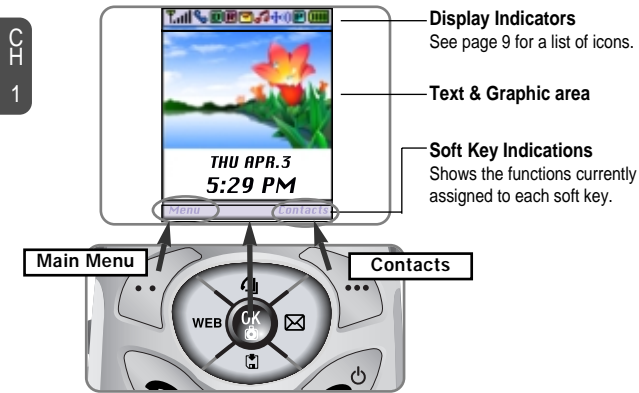 CH 1
Display Indicators
See page 9 for a list of icons.
Text & Graphic area
THU APR.3
5:29 PM
Soft Key Indications
Shows the functions currently
assigned to each soft key.
Menu
Contacts
Main Menu
Contacts
WEB
OK